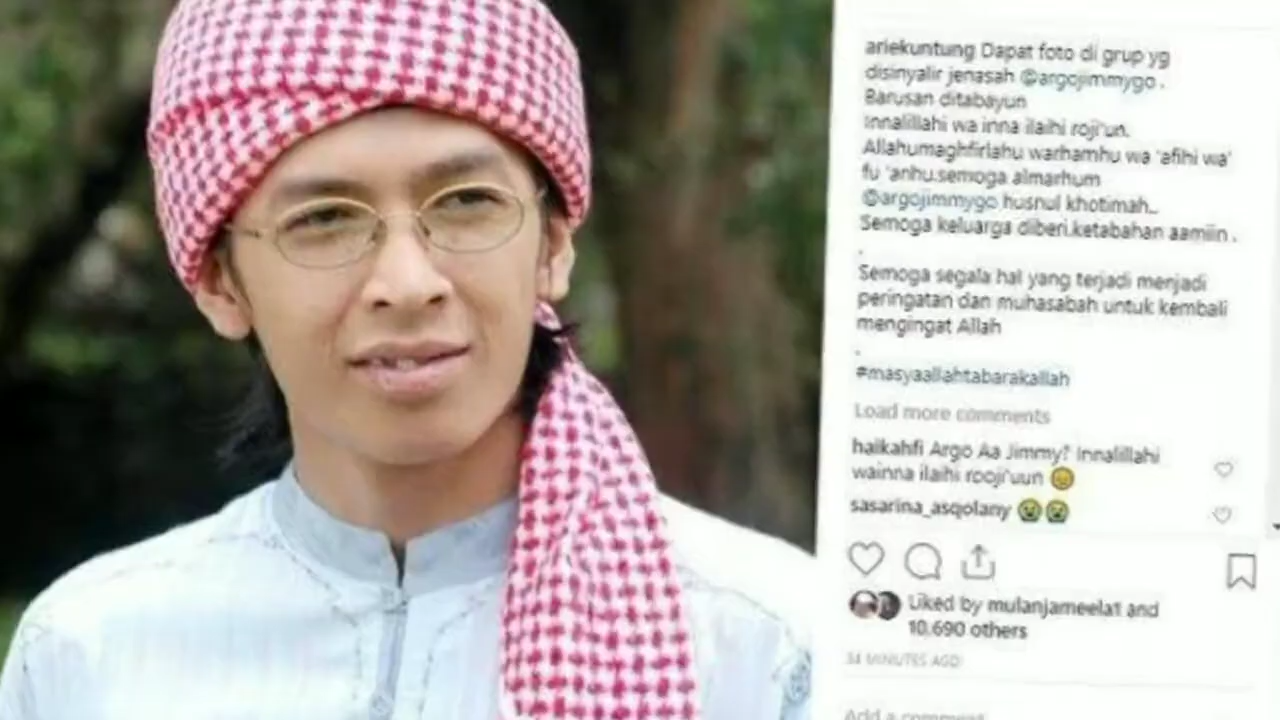 ariekuntung Dapat foto di grup yg
disinyalir jenasah @argojimmygo .
Barusan ditabayun
Innalillahi wa inna ilaihi roji'un.
Allahumaghfirlahu warhamhu wa 'afihi wa'
fu 'anhu.semoga almarhum
@argojimmygo husnul khotimah..
Semoga keluarga diberi.ketabahan aamiin .
.
Semoga segala hal yang terjadi menjadi
peringatan dan muhasabah untuk kembali
mengingat Allah
.
#masyaallahtabarakallah
Load more comments
haikahfi Argo Aa Jimmy? Innalillahi
wainna ilaihi rooji'uun 😔
sasarina_asqolany 😭😭
Liked by mulanjameela1 and
10.690 others
34 MINUTES AGO
Add a comment...